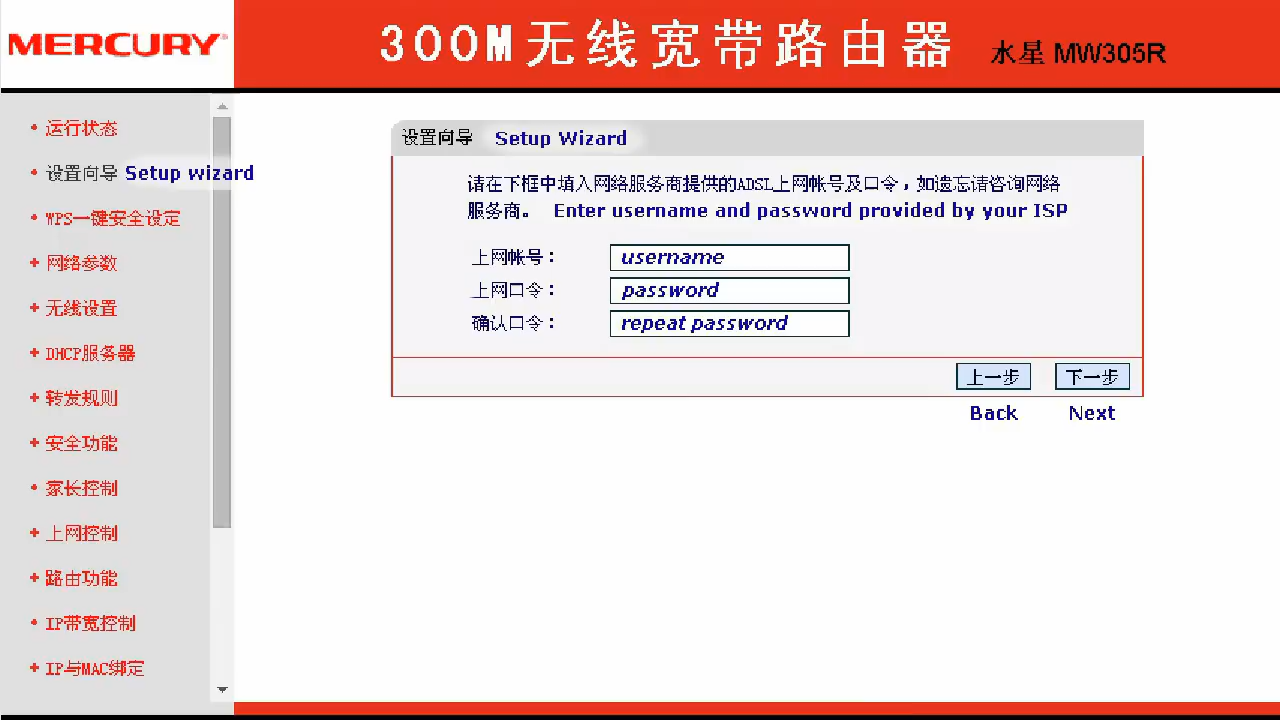 MERCURY®
300M无线宽带路由器 水星 MW305R
运行状态
设置向导 Setup wizard
WPS一键安全设定
网络参数
无线设置
DHCP服务器
转发规则
安全功能
家长控制
上网控制
路由功能
IP带宽控制
IP与MAC绑定
设置向导 Setup Wizard
请在下框中填入网络服务商提供的ADSL上网帐号及口令，如遗忘请咨询网络
服务商。 Enter username and password provided by your ISP
上网帐号： username
上网口令： password
确认口令： repeat password
上一步 下一步
Back Next